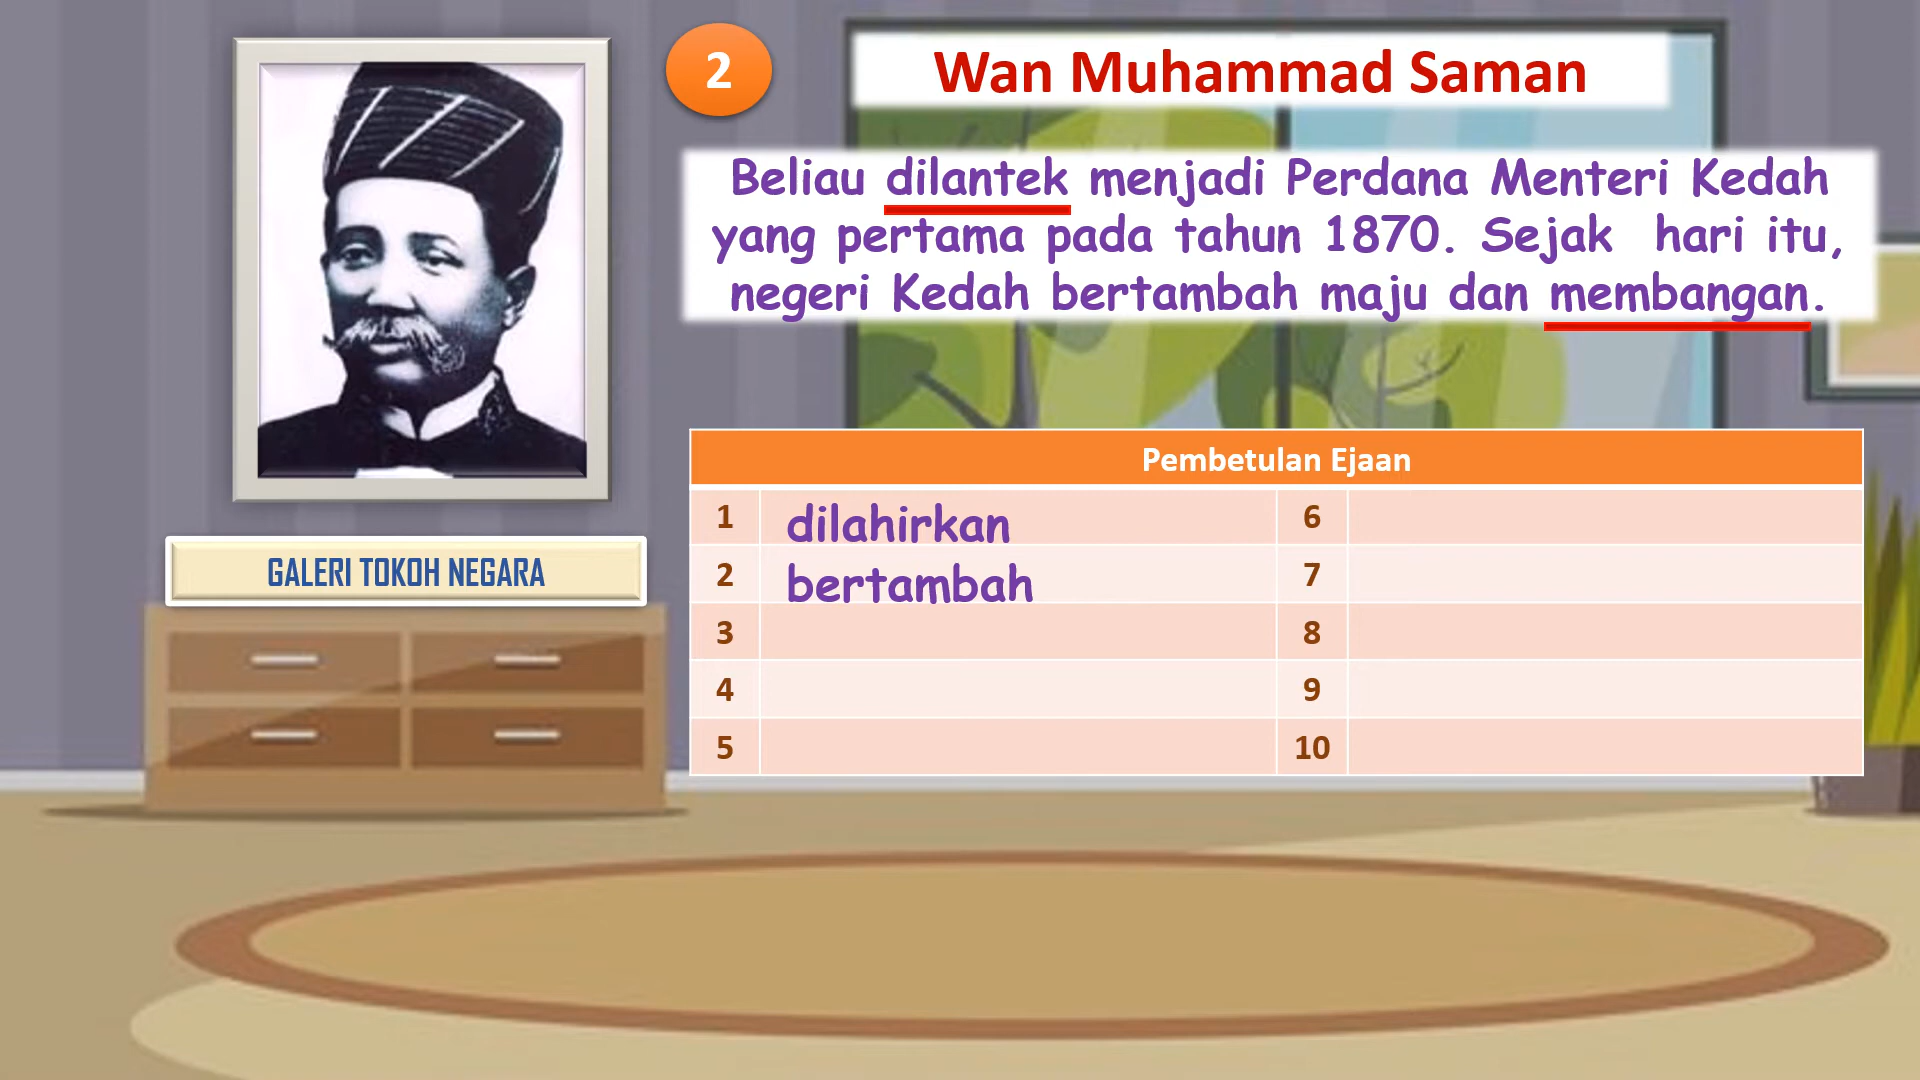 2
Wan Muhammad Saman
Beliau dilantek menjadi Perdana Menteri Kedah
yang pertama pada tahun 1870. Sejak hari itu,
negeri Kedah bertambah maju dan membangan.
GALERI TOKOH NEGARA
Pembetulan Ejaan
1 dilahirkan 6
2 bertambah 7
3 8
4 9
5 10